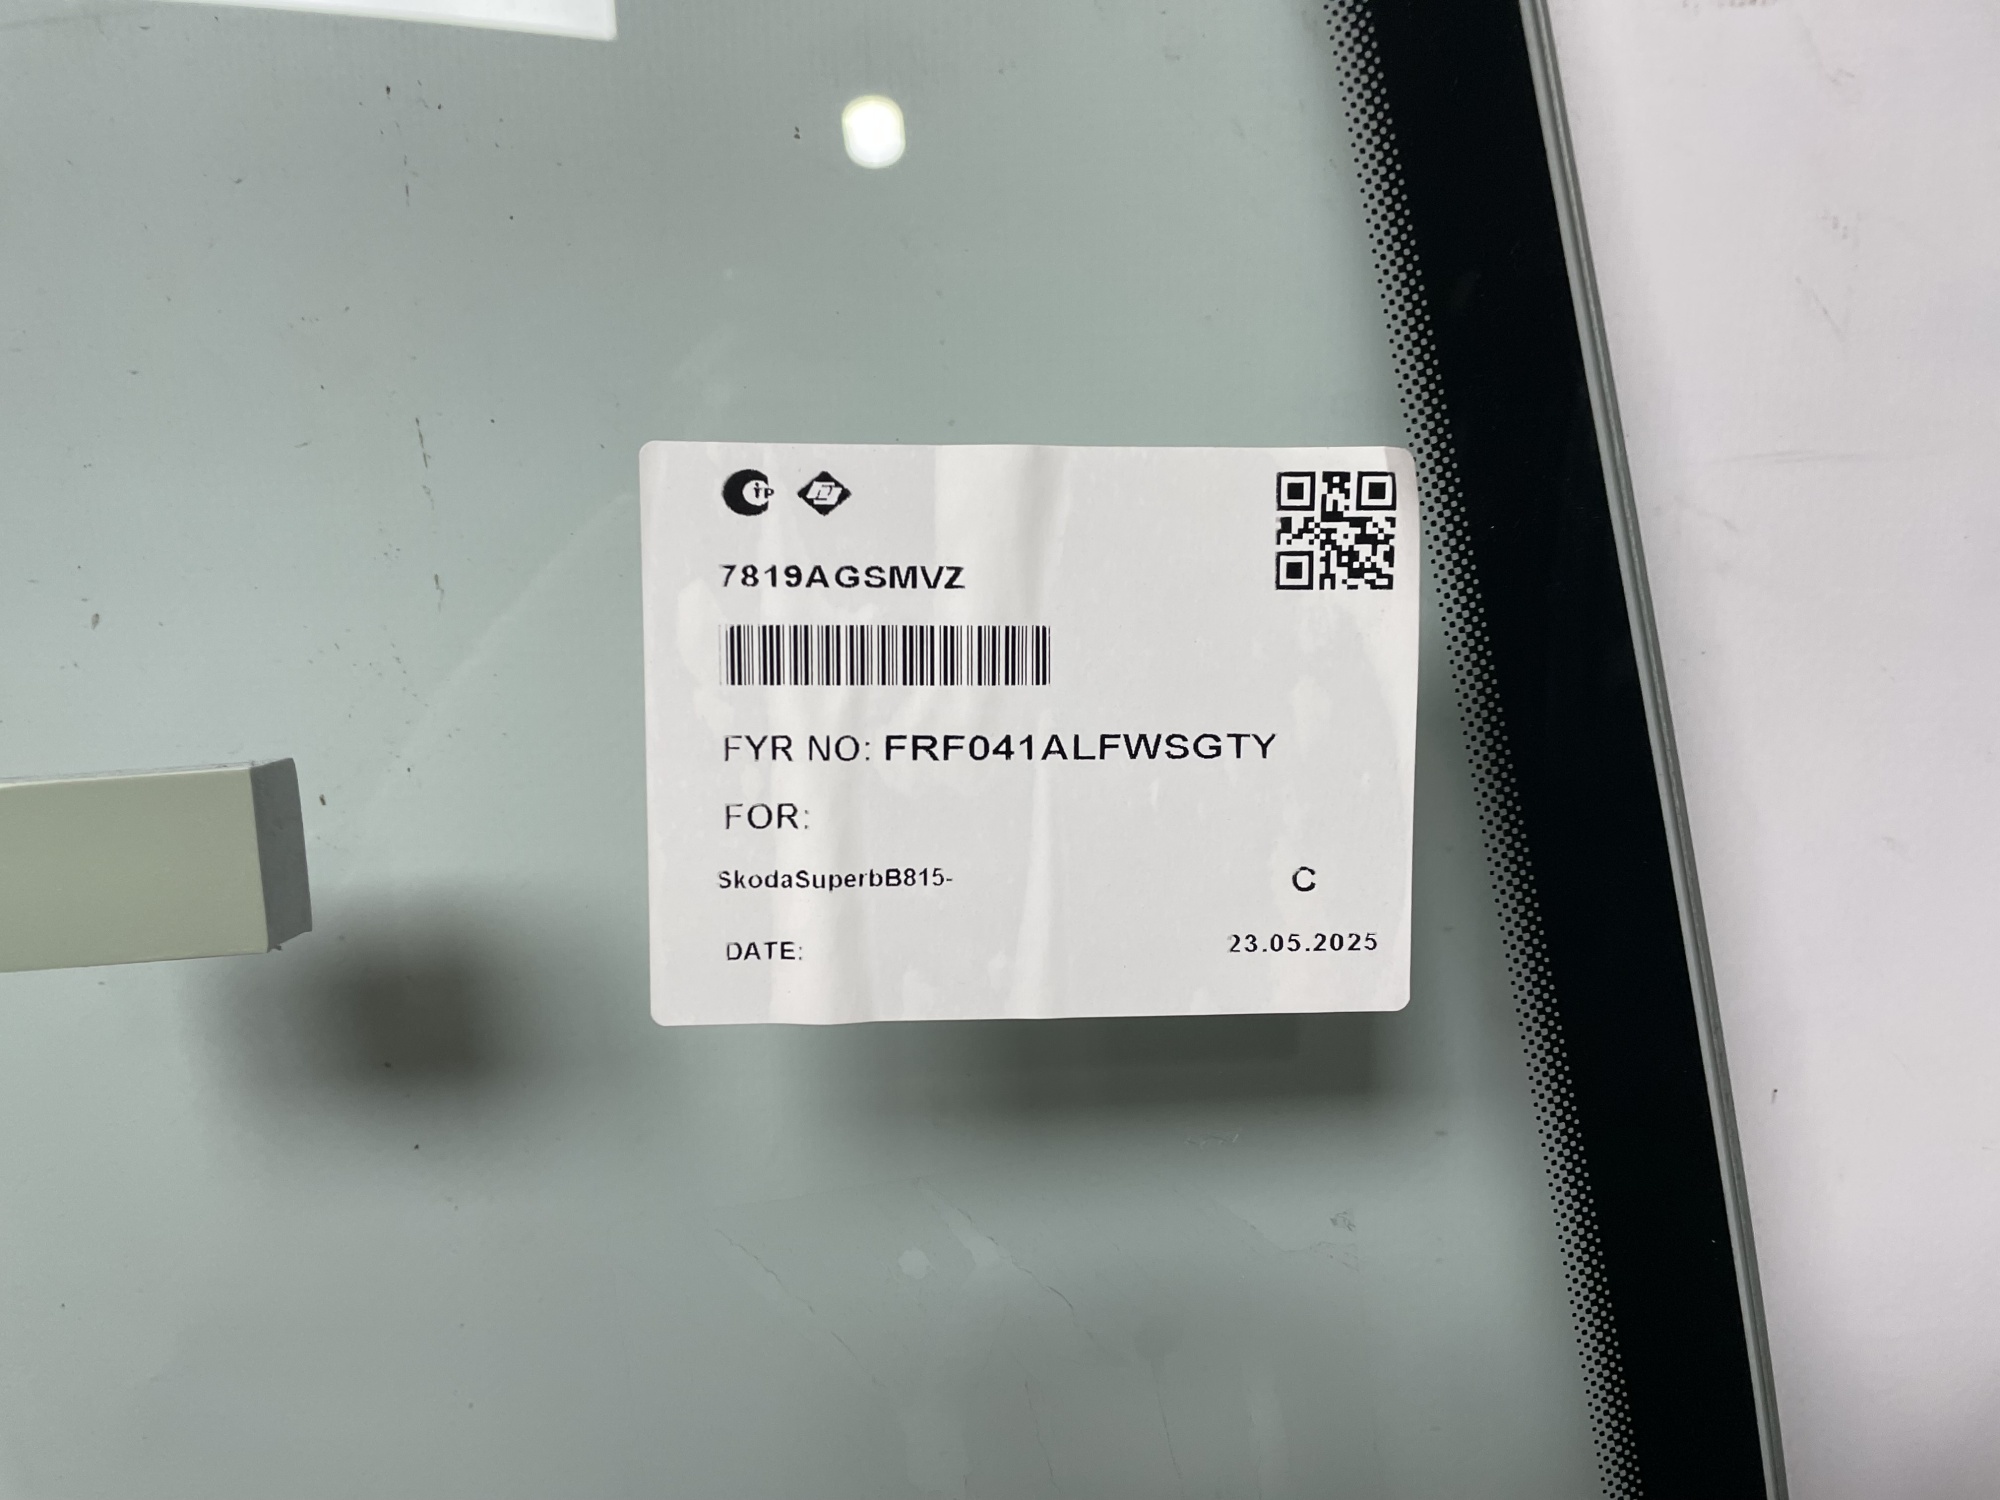 7819AGSMVZ
FYR NO: FRF041ALFWSGTY
FOR:
SkodaSuperbB815-
C
DATE:
23.05.2025